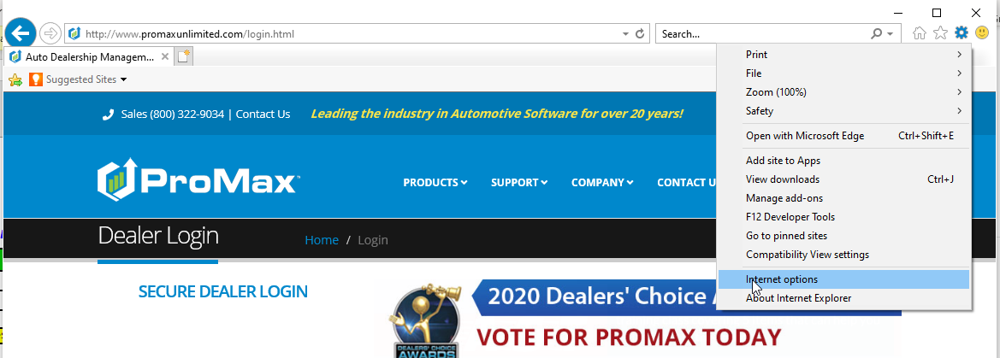 http://www.promaxunlimited.com/login.html
Search...
Auto Dealership Managem...
Suggested Sites
Print
File
Zoom (100%)
Safety
Open with Microsoft Edge Ctrl+Shift+E
Add site to Apps
View downloads Ctrl+J
Manage add-ons
F12 Developer Tools
Go to pinned sites
Compatibility View settings
Internet options
About Internet Explorer
Sales (800) 322-9034 | Contact Us
Leading the industry in Automotive Software for over 20 years!
ProMax
PRODUCTS SUPPORT COMPANY CONTACT U
Dealer Login
Home / Login
SECURE DEALER LOGIN
2020 Dealers' Choice
VOTE FOR PROMAX TODAY
DEALERS' CHOICE
AWARDS